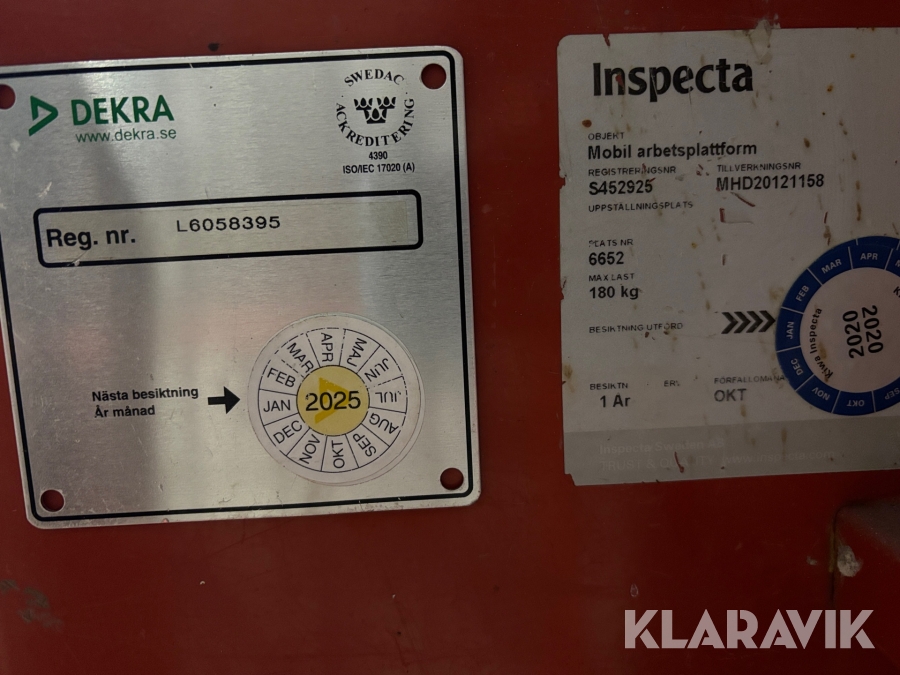 DEKRA
www.dekra.se
SWEDAC
ACKREDITERING
4390
ISO/IEC 17020 (A)
Reg. nr. L6058395
Nästa besiktning
År månad
JAN
FEB
MAR
APR
MAJ
JUN
JUL
AUG
SEP
OKT
NOV
DEC
2025
Inspecta
OBJEKT
Mobil arbetsplattform
REGISTRERINGSNR TILLVERKNINGSNR
S452925 MHD20121158
UPPSTÄLLNINGSPLATS
PLATS NR
6652
MAX LAST
180 kg
BESIKTNING UTFÖRD
BESIKTN
1 År OKT
JAN
FEB
MAR
APR
SEP
OKT
NOV
DEC
Kiwa Inspecta
2020
2020
KLARAVIK